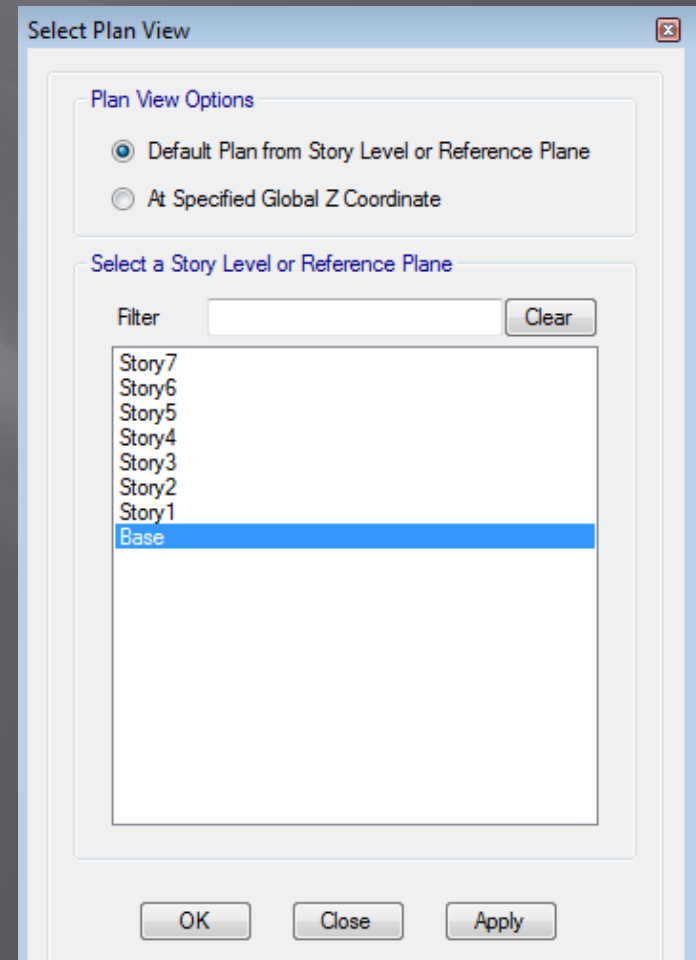 Select Plan View
Plan View Options
Default Plan from Story Level or Reference Plane
At Specified Global Z Coordinate
Select a Story Level or Reference Plane
Filter Clear
Story7
Story6
Story5
Story4
Story3
Story2
Story1
Base
OK Close Apply